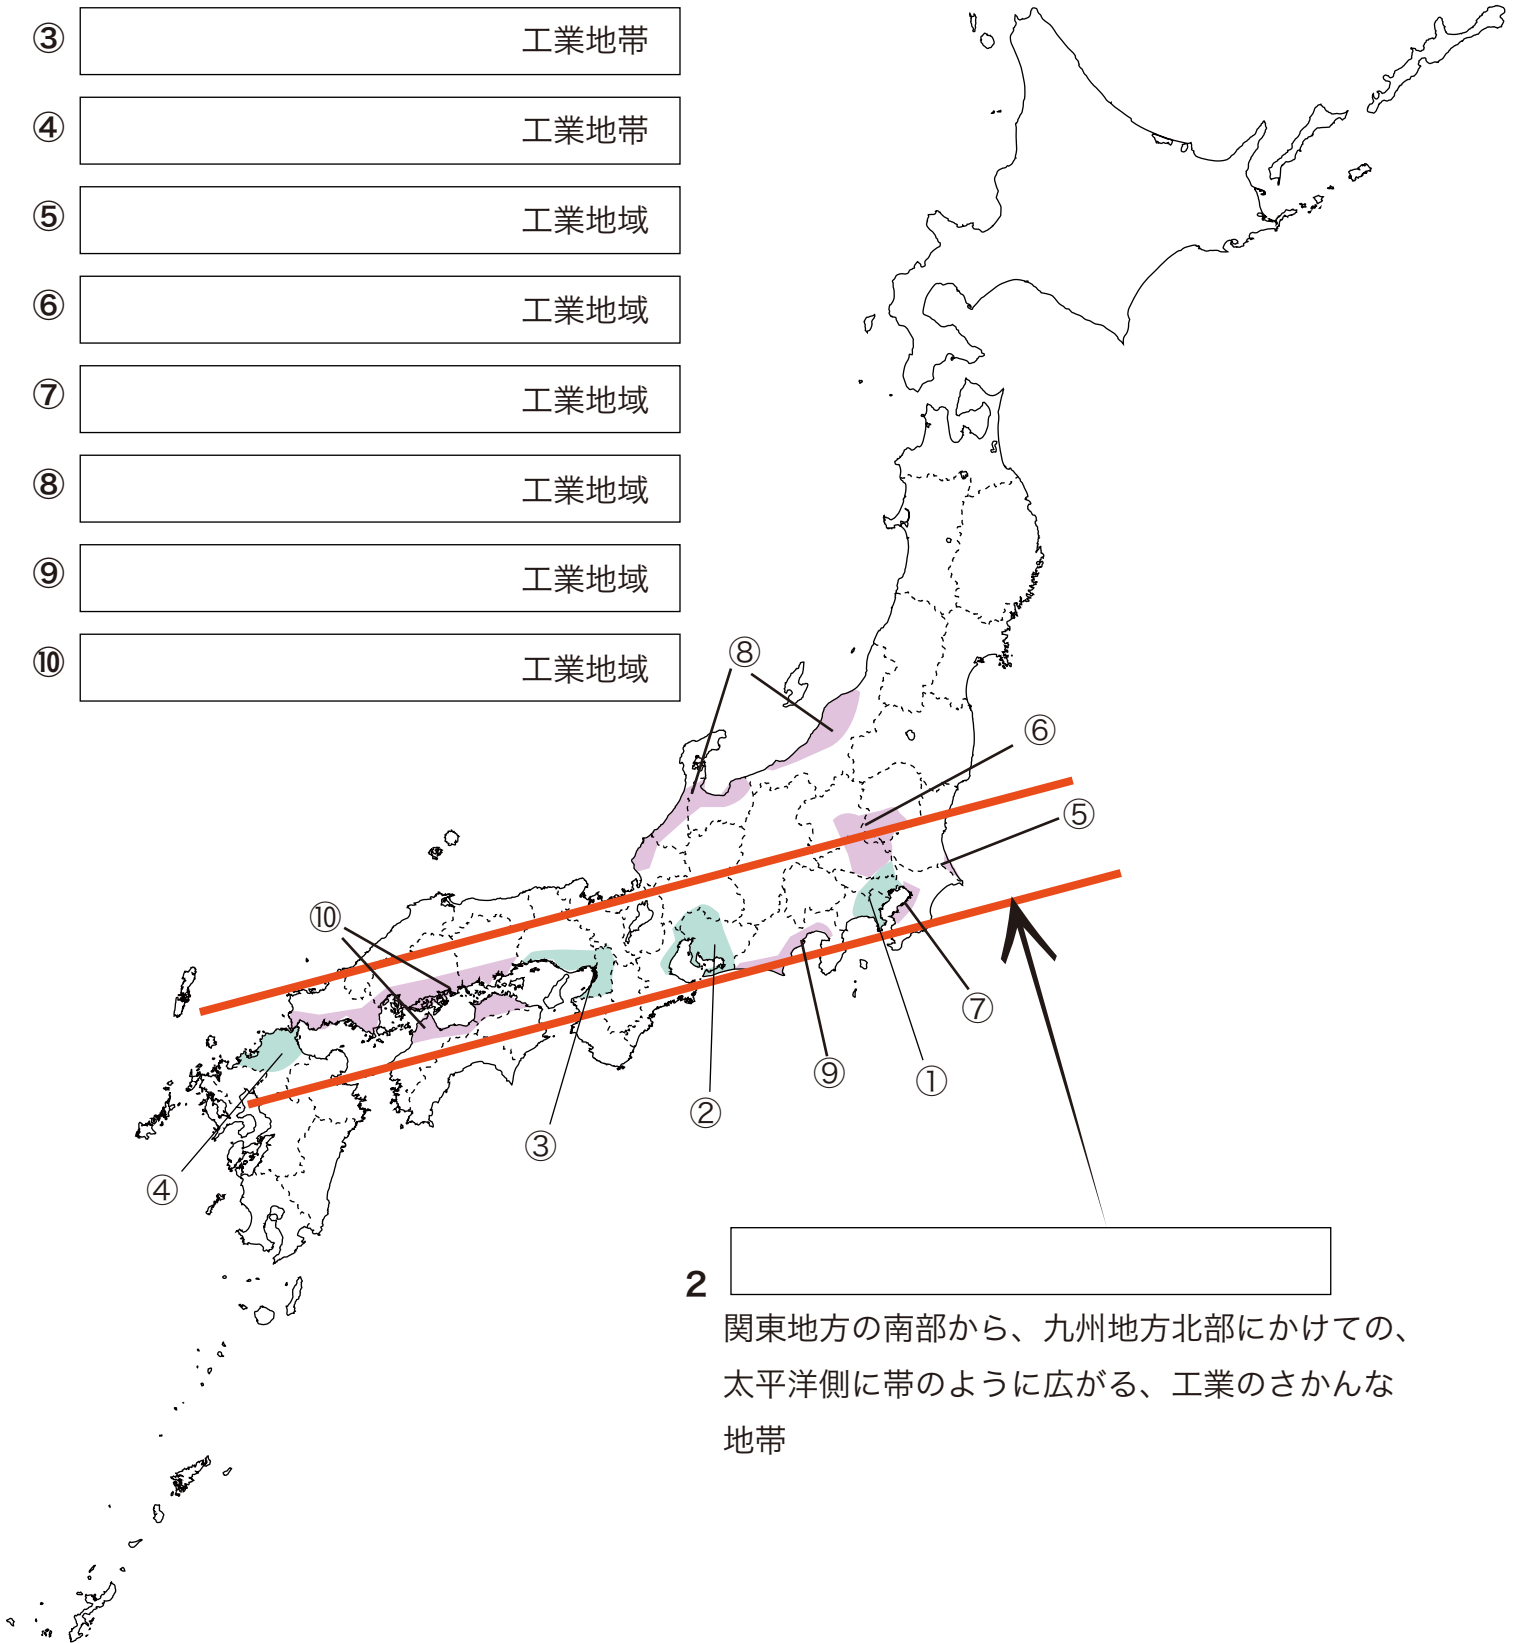 ③ 工業地帯
④ 工業地帯
⑤ 工業地域
⑥ 工業地域
⑦ 工業地域
⑧ 工業地域
⑨ 工業地域
⑩ 工業地域
⑧
⑥
⑤
⑩
⑦
⑨
①
②
③
④
2
関東地方の南部から、九州地方北部にかけての、
太平洋側に帯のように広がる、工業のさかんな
地帯